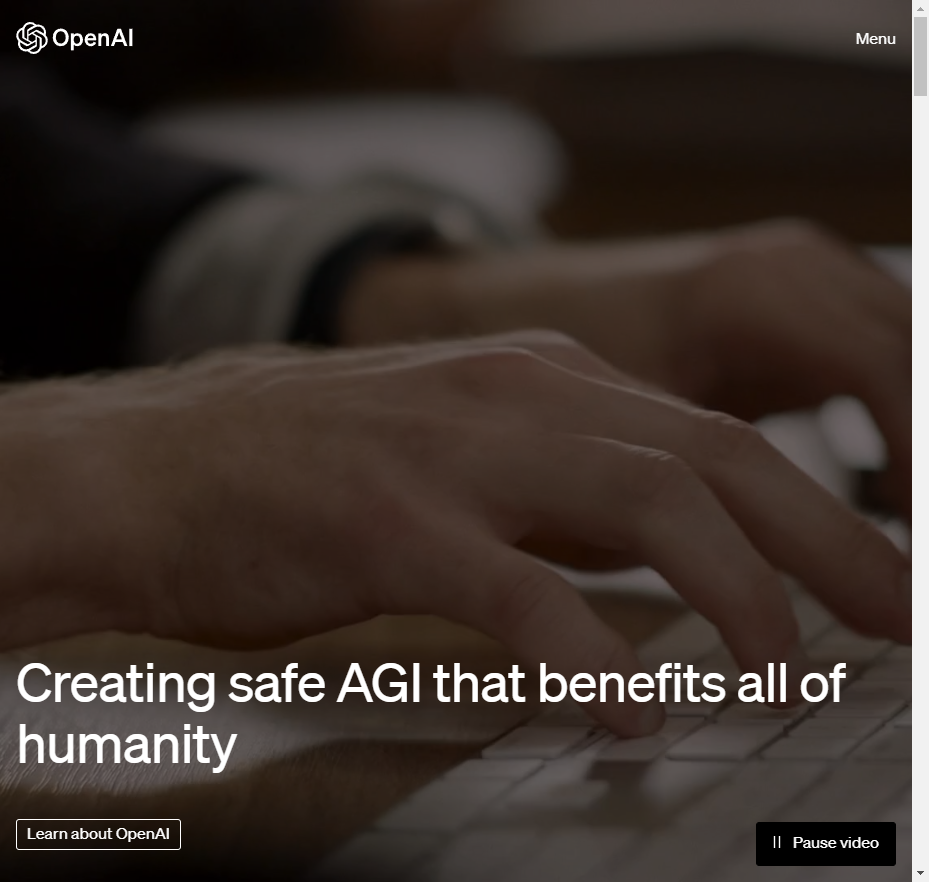 OpenAI
Menu
Creating safe AGI that benefits all of
humanity
Learn about OpenAI
Pause video